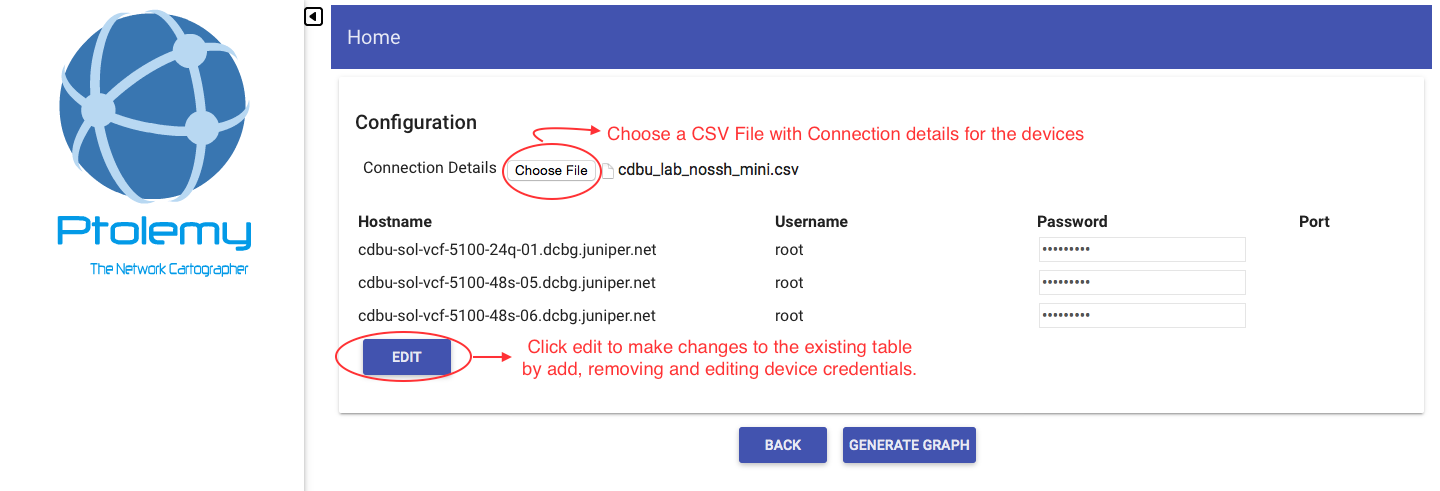 Home
Ptolemy
The Network Cartographer
Configuration
Choose a CSV File with Connection details for the devices
Connection Details Choose File cdbu_lab_nossh_mini.csv
Hostname Username Password Port
cdbu-sol-vcf-5100-24q-01.dcbg.juniper.net root •••••••••
cdbu-sol-vcf-5100-48s-05.dcbg.juniper.net root •••••••••
cdbu-sol-vcf-5100-48s-06.dcbg.juniper.net root •••••••••
EDIT
Click edit to make changes to the existing table
by add, removing and editing device credentials.
BACK GENERATE GRAPH